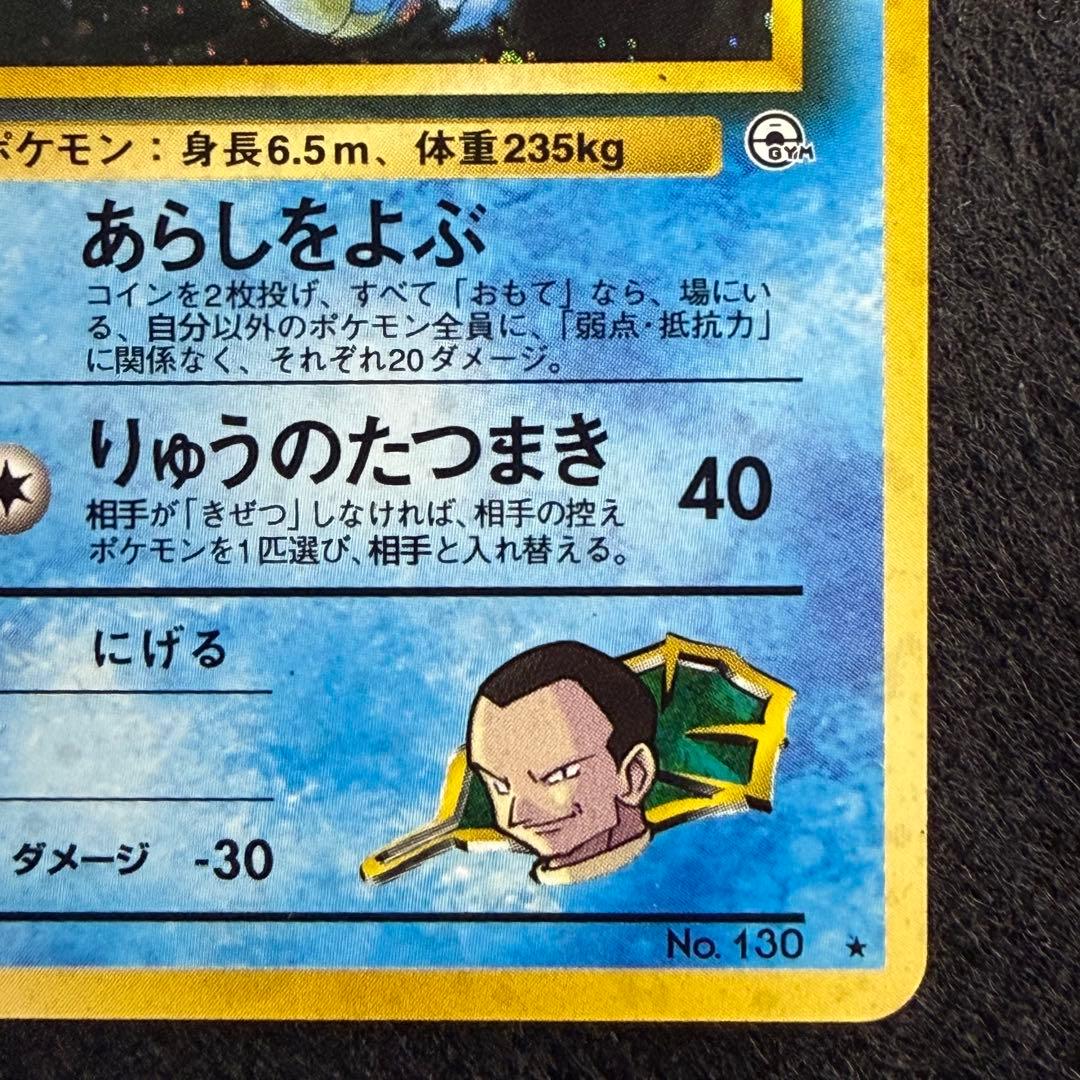 ポケモン：身長6.5m、体重235kg
GYM
あらしをよぶ
コインを2枚投げ、すべて「おもて」なら、場にい
る、自分以外のポケモン全員に、「弱点・抵抗力」
に関係なく、それぞれ20ダメージ。
りゅうのたつまき 40
相手が「きぜつ」しなければ、相手の控え
ポケモンを1匹選び、相手と入れ替える。
にげる
ダメージ -30
No. 130 ★